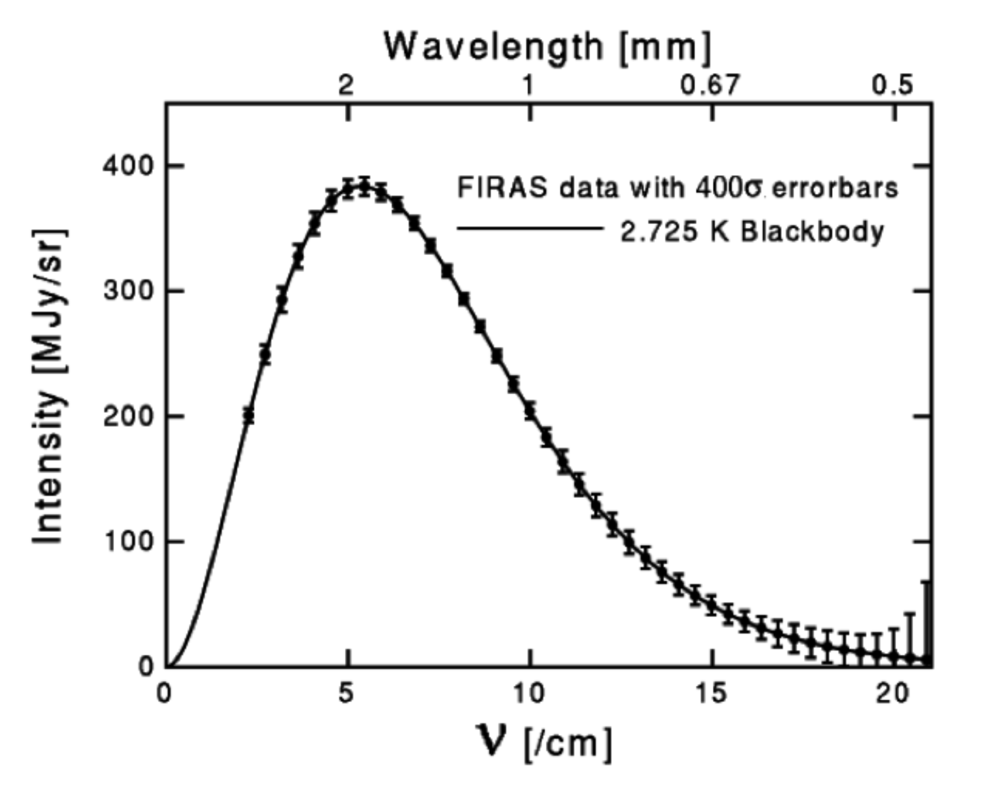 Wavelength [mm]
2 1 0.67 0.5
400
300
200
100
0
Intensity [MJy/sr]
FIRAS data with 400σ errorbars
2.725 K Blackbody
0 5 10 15 20
ν [/cm]